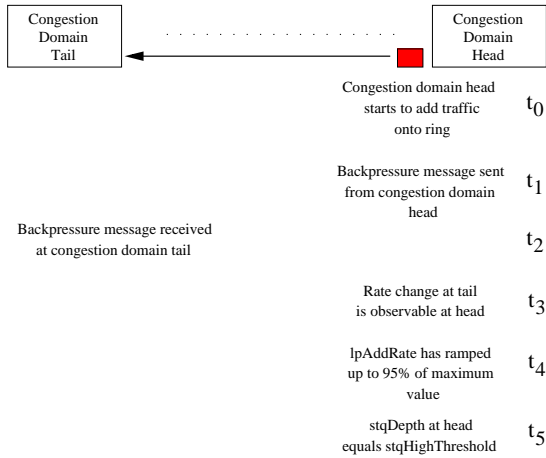 Congestion
Domain
Tail
Congestion
Domain
Head
Congestion domain head
starts to add traffic
onto ring
t0
Backpressure message sent
from congestion domain
head
t1
Backpressure message received
at congestion domain tail
t2
Rate change at tail
is observable at head
t3
lpAddRate has ramped
up to 95% of maximum
value
t4
stqDepth at head
equals stqHighThreshold
t5